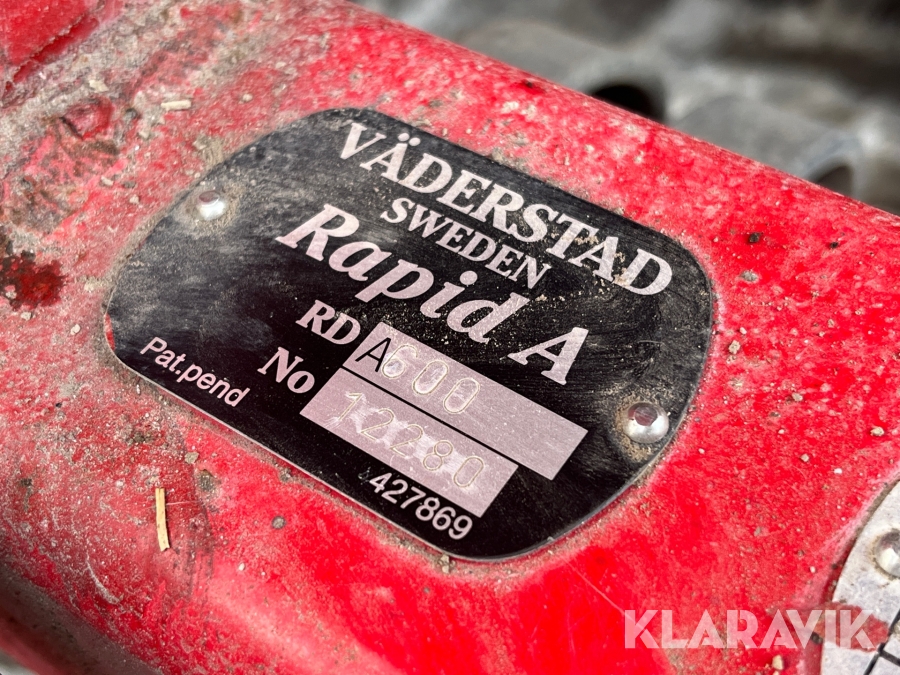 VÄDERSTAD
SWEDEN
Rapid A
RD A600
No 12280
Pat.pend
427869
KLARAVIK